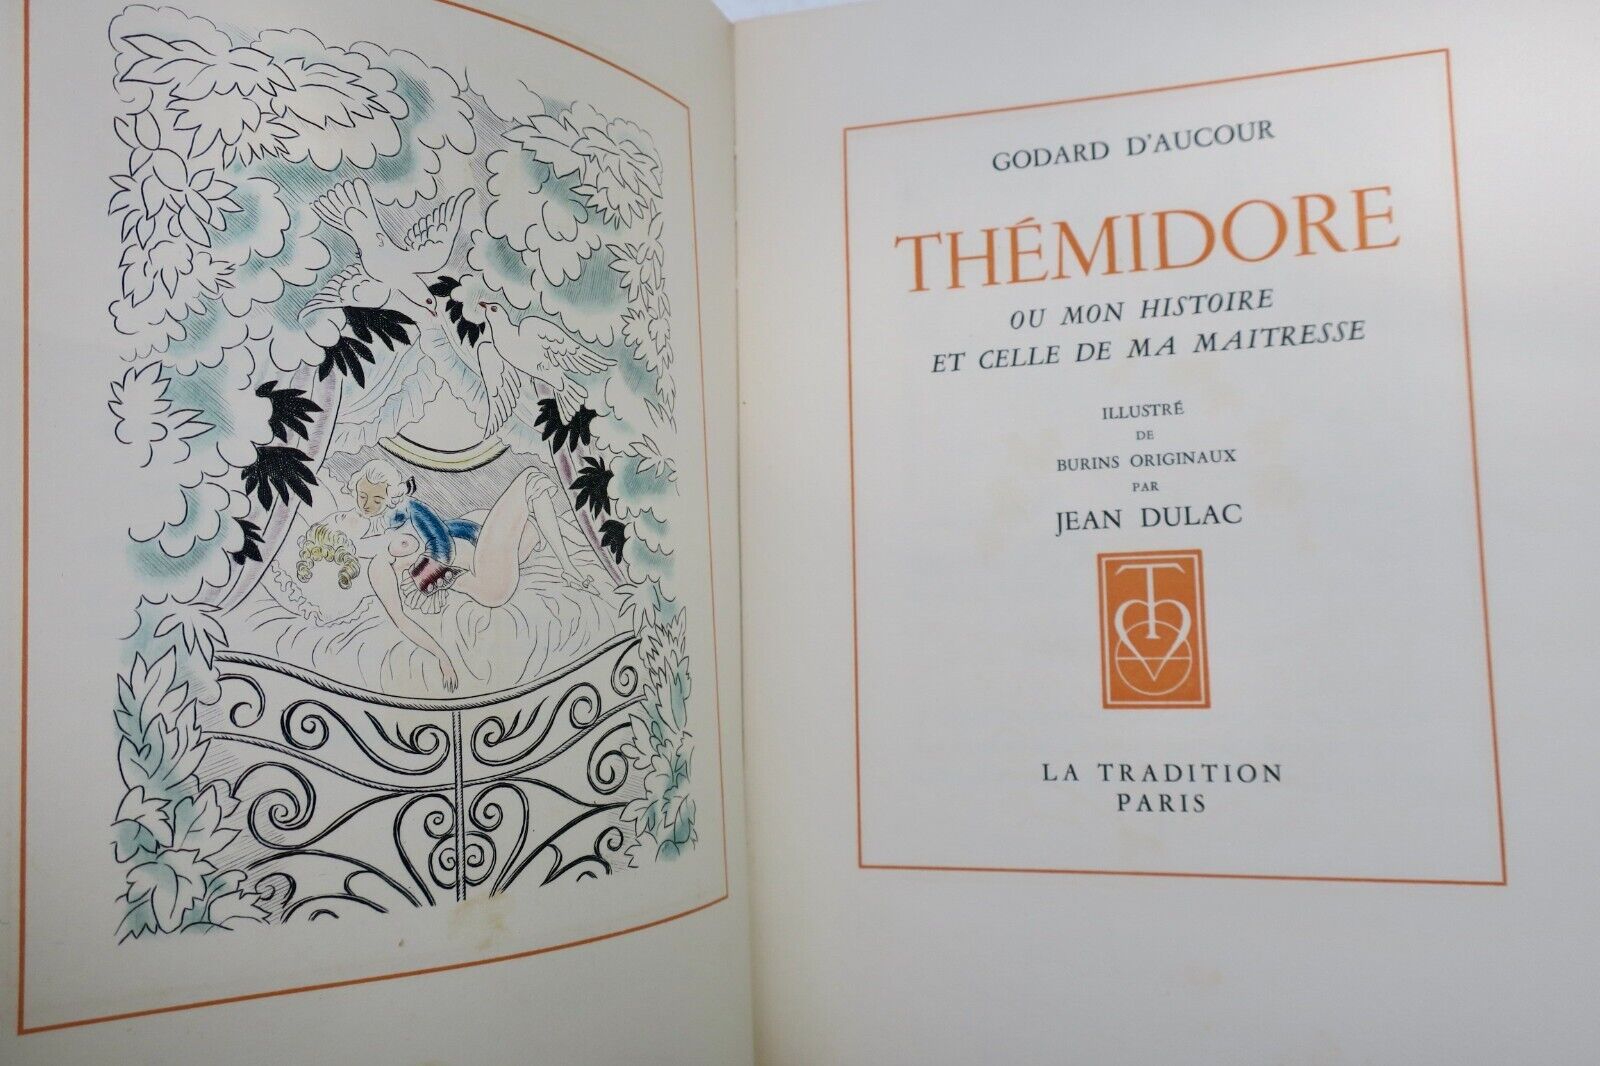 GODARD D'AUCOUR
THÉMIDORE
OU MON HISTOIRE
ET CELLE DE MA MAITRESSE
ILLUSTRÉ
DE
BURINS ORIGINAUX
PAR
JEAN DULAC
LA TRADITION
PARIS